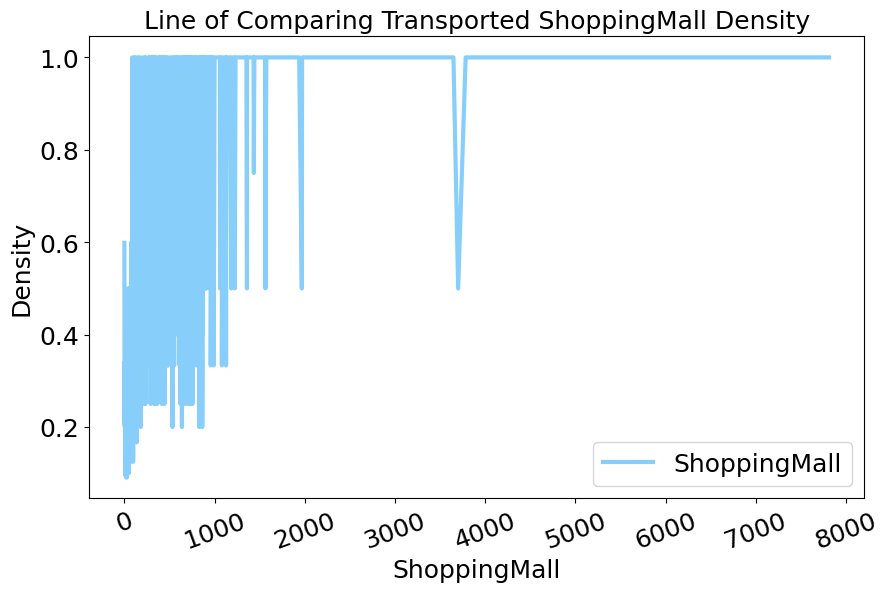 Line of Comparing Transported ShoppingMall Density
1.0
0.8
0.6
0.4
0.2
Density
ShoppingMall
0 1000 2000 3000 4000 5000 6000 7000 8000
ShoppingMall